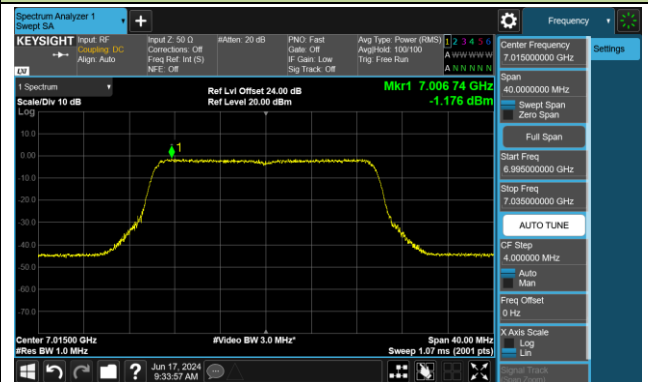 Spectrum Analyzer 1
Swept SA
Frequency
KEYSIGHT
Input: RF
Coupling: DC
Align: Auto
Input Z: 50 Ω
Corrections: Off
Freq Ref: Int (S)
NFE: Off
#Atten: 20 dB
PNO: Fast
Gate: Off
IF Gain: Low
Sig Track: Off
Avg Type: Power (RMS)
Avg|Hold: 100/100
Trig: Free Run
1 2 3 4 5 6
A W W W W W
A N N N N N
LXI
1 Spectrum
Scale/Div 10 dB
Log
Ref Lvl Offset 24.00 dB
Ref Level 20.00 dBm
Mkr1 7.006 74 GHz
-1.176 dBm
1
10.0
0.00
-10.0
-20.0
-30.0
-40.0
-50.0
-60.0
-70.0
Center 7.01500 GHz
#Res BW 1.0 MHz
#Video BW 3.0 MHz*
Span 40.00 MHz
Sweep 1.07 ms (2001 pts)
Center Frequency
7.015000000 GHz
Settings
Span
40.0000000 MHz
Swept Span
Zero Span
Full Span
Start Freq
6.995000000 GHz
Stop Freq
7.035000000 GHz
AUTO TUNE
CF Step
4.000000 MHz
Auto
Man
Freq Offset
0 Hz
X Axis Scale
Log
Lin
Signal Track
(Span Zoom)
Jun 17, 2024
9:33:57 AM